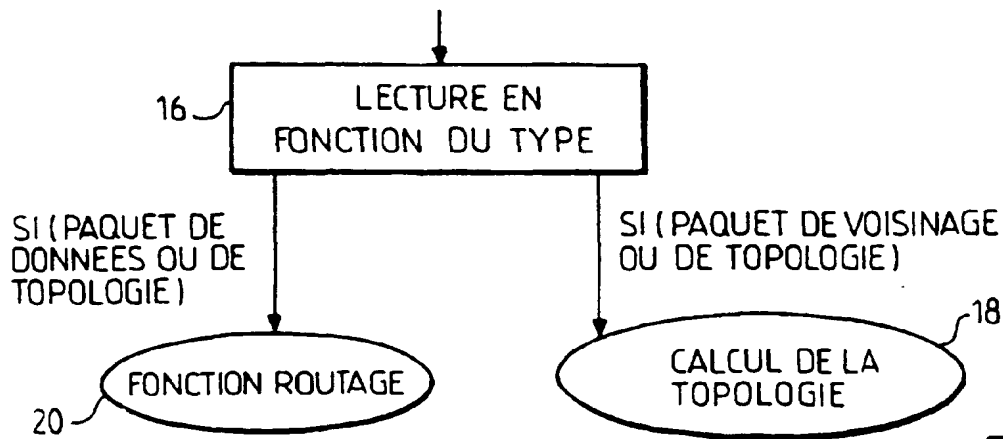 16
LECTURE EN
FONCTION DU TYPE
SI (PAQUET DE
DONNEES OU DE
TOPOLOGIE)
SI (PAQUET DE VOISINAGE
OU DE TOPOLOGIE)
18
FONCTION ROUTAGE
20
CALCUL DE LA
TOPOLOGIE